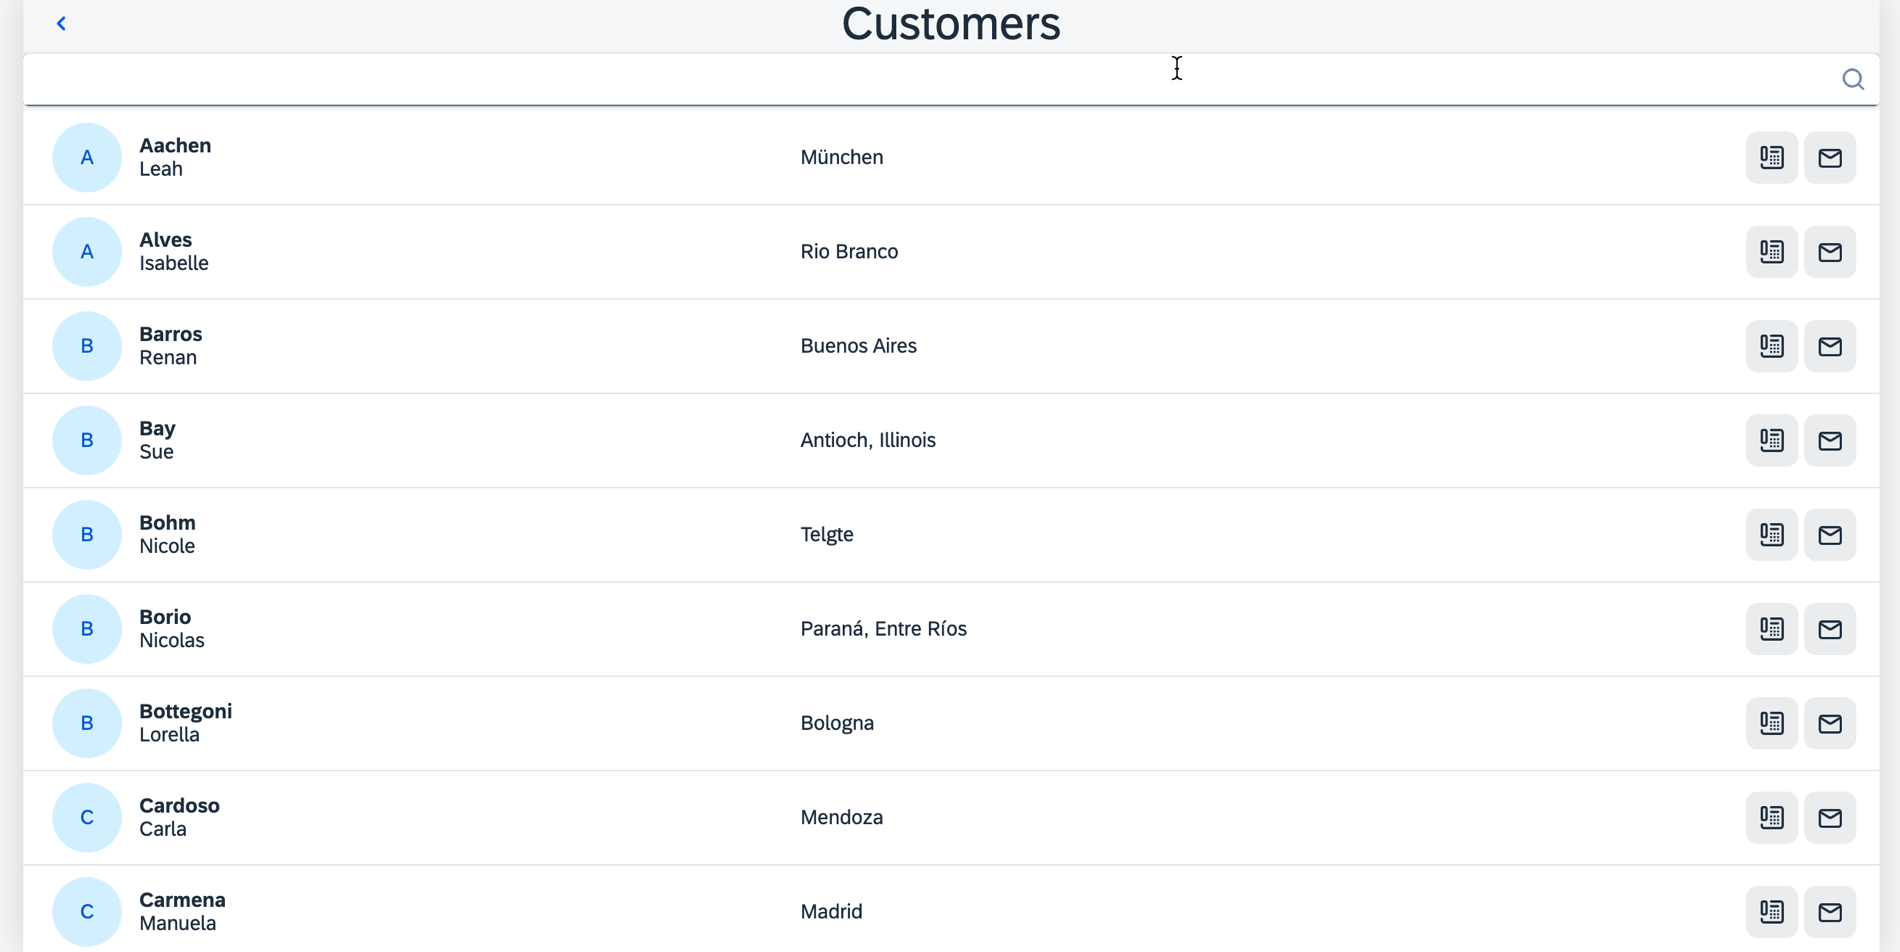 Customers
A
Aachen
Leah
München
A
Alves
Isabelle
Rio Branco
B
Barros
Renan
Buenos Aires
B
Bay
Sue
Antioch, Illinois
B
Bohm
Nicole
Telgte
B
Borio
Nicolas
Paraná, Entre Ríos
B
Bottegoni
Lorella
Bologna
C
Cardoso
Carla
Mendoza
C
Carmena
Manuela
Madrid